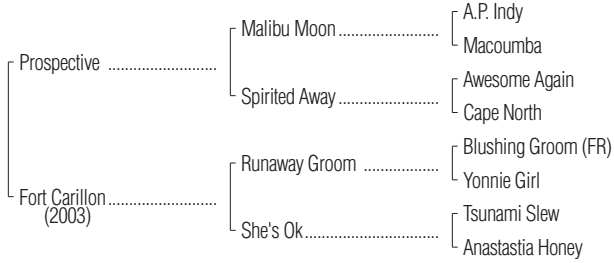 A.P. Indy
Malibu Moon ........................
Macoumba
Prospective ..........................
Awesome Again
Spirited Away ........................
Cape North
Blushing Groom (FR)
Runaway Groom ..................
Yonnie Girl
Fort Carillon ..........................
(2003)
Tsunami Slew
She's Ok ................................
Anastastia Honey